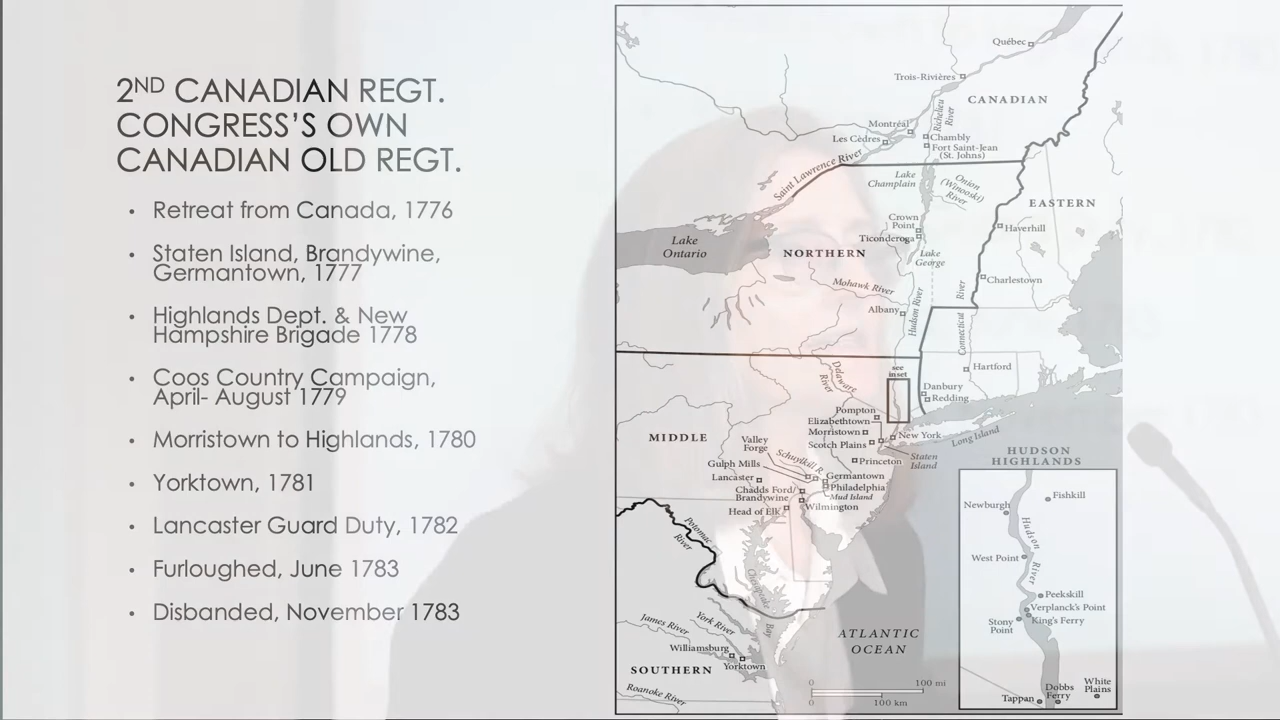 2ND CANADIAN REGT.
CONGRESS'S OWN
CANADIAN OLD REGT.
• Retreat from Canada, 1776
• Staten Island, Brandywine,
Germantown, 1777
• Highlands Dept. & New
Hampshire Brigade 1778
• Coos Country Campaign,
April- August 1779
• Morristown to Highlands, 1780
• Yorktown, 1781
• Lancaster Guard Duty, 1782
• Furloughed, June 1783
• Disbanded, November 1783
Québec
Trois-Rivières
CANADIAN
Richelieu
River
Montréal
Les Cèdres
Chambly
Fort Saint-Jean
(St. Johns)
Saint Lawrence River
Lake
Champlain
Onion
(Winooski)
River
EASTERN
Crown
Point
Haverhill
Ticonderoga
Lake
Ontario
NORTHERN
Lake
George
Charlestown
Mohawk River
Hudson River
Connecticut
River
Albany
see
inset
Hartford
Delaware
River
Danbury
Redding
Pompton
Elizabethtown
Morristown
Scotch Plains
New York
Long Island
Staten
Island
MIDDLE
Valley
Forge
Schuylkill R.
Princeton
Gulph Mills
Lancaster
Germantown
Philadelphia
Mud Island
Chadds Ford/
Brandywine
Wilmington
Head of Elk
Potomac
River
Chesapeake
Bay
James River
York River
Williamsburg
Yorktown
SOUTHERN
Roanoke River
ATLANTIC
OCEAN
0 100 mi
0 100 km
HUDSON
HIGHLANDS
Fishkill
Newburgh
Hudson
River
West Point
Peekskill
Verplanck's Point
King's Ferry
Stony
Point
Tappan
Dobbs
Ferry
White
Plains